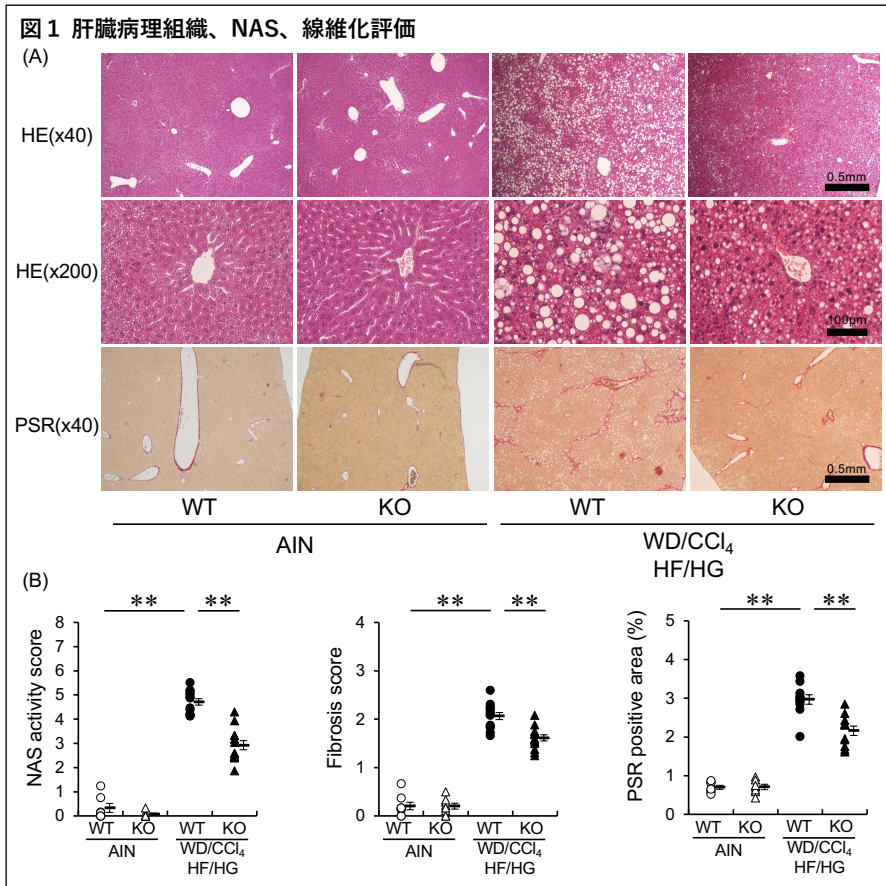 図1 肝臓病理組織、NAS、線維化評価
(A)
HE(x40)
0.5mm
HE(x200)
100μm
PSR(x40)
0.5mm
WT KO WT KO
AIN WD/CCl₄
HF/HG
(B)
** **
NAS activity score
8
7
6
5
4
3
2
1
0
WT KO WT KO
AIN WD/CCl₄
HF/HG
** **
Fibrosis score
4
2
0
WT KO WT KO
AIN WD/CCl₄
HF/HG
** **
PSR positive area (%)
5
4
3
2
1
0
WT KO WT KO
AIN WD/CCl₄
HF/HG